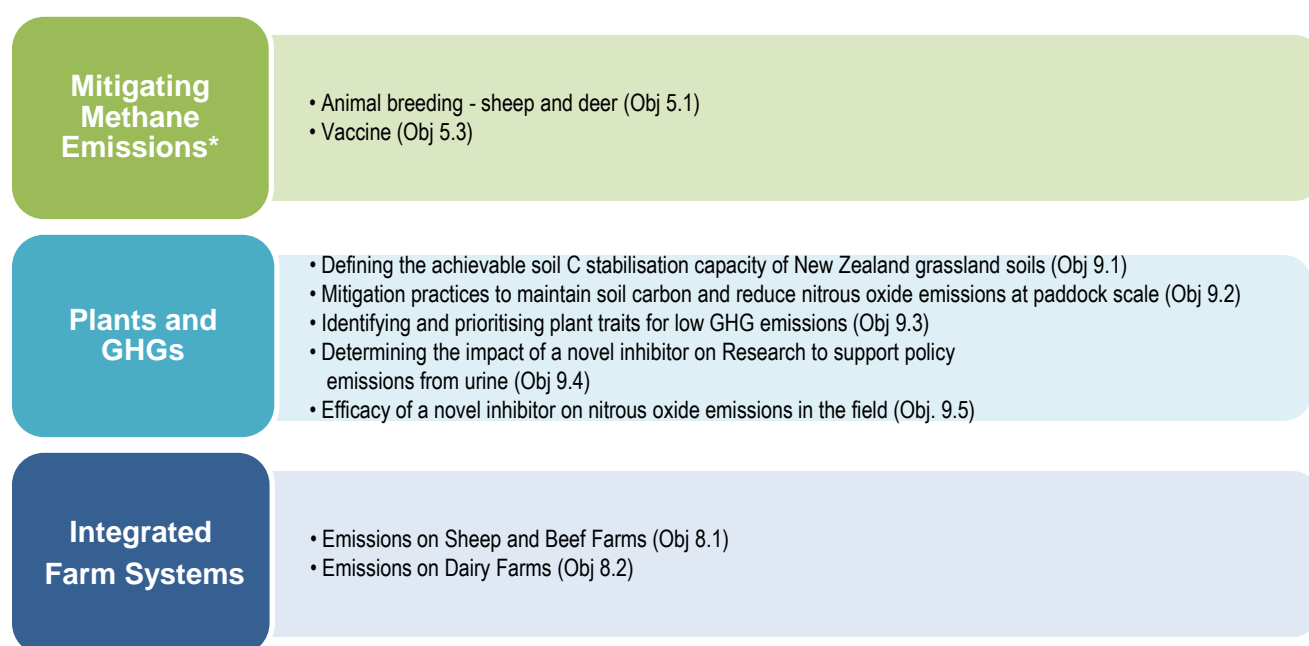 Mitigating
Methane
Emissions*
• Animal breeding - sheep and deer (Obj 5.1)
• Vaccine (Obj 5.3)
Plants and
GHGs
• Defining the achievable soil C stabilisation capacity of New Zealand grassland soils (Obj 9.1)
• Mitigation practices to maintain soil carbon and reduce nitrous oxide emissions at paddock scale (Obj 9.2)
• Identifying and prioritising plant traits for low GHG emissions (Obj 9.3)
• Determining the impact of a novel inhibitor on Research to support policy
emissions from urine (Obj 9.4)
• Efficacy of a novel inhibitor on nitrous oxide emissions in the field (Obj. 9.5)
Integrated
Farm Systems
• Emissions on Sheep and Beef Farms (Obj 8.1)
• Emissions on Dairy Farms (Obj 8.2)